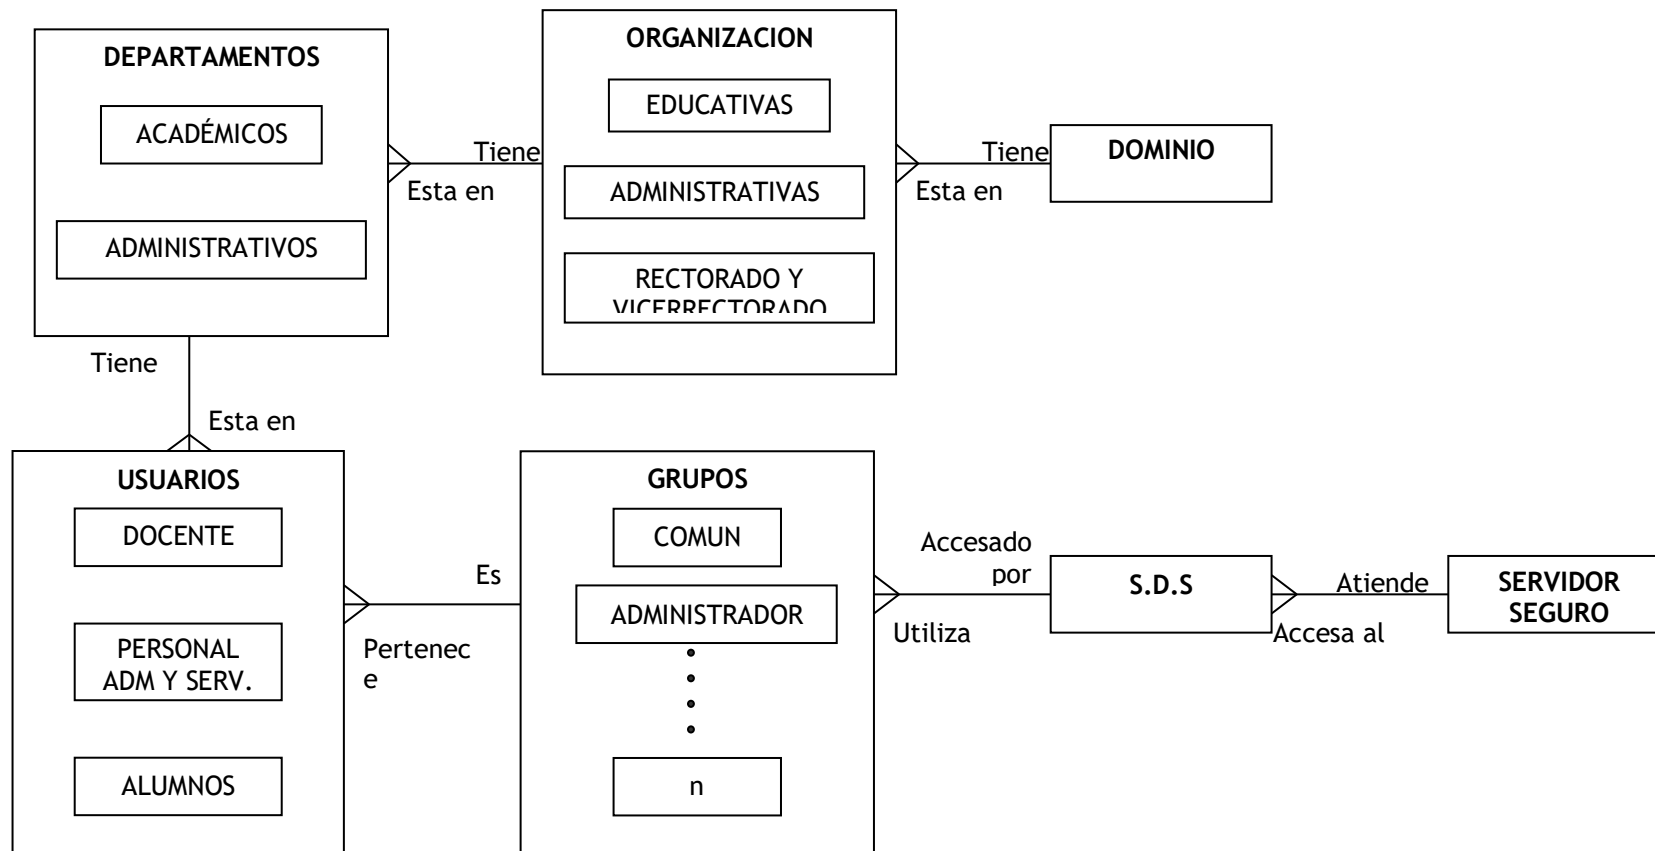 DEPARTAMENTOS
ACADÉMICOS
ADMINISTRATIVOS
Tiene
Esta en
ORGANIZACION
EDUCATIVAS
ADMINISTRATIVAS
RECTORADO Y
VICERRECTORADO
Tiene
Esta en
DOMINIO
Tiene
Esta en
USUARIOS
DOCENTE
PERSONAL
ADM Y SERV.
ALUMNOS
Es
Pertenec
e
GRUPOS
COMUN
ADMINISTRADOR
n
Accesado
por
Utiliza
S.D.S
Atiende
Accesa al
SERVIDOR
SEGURO